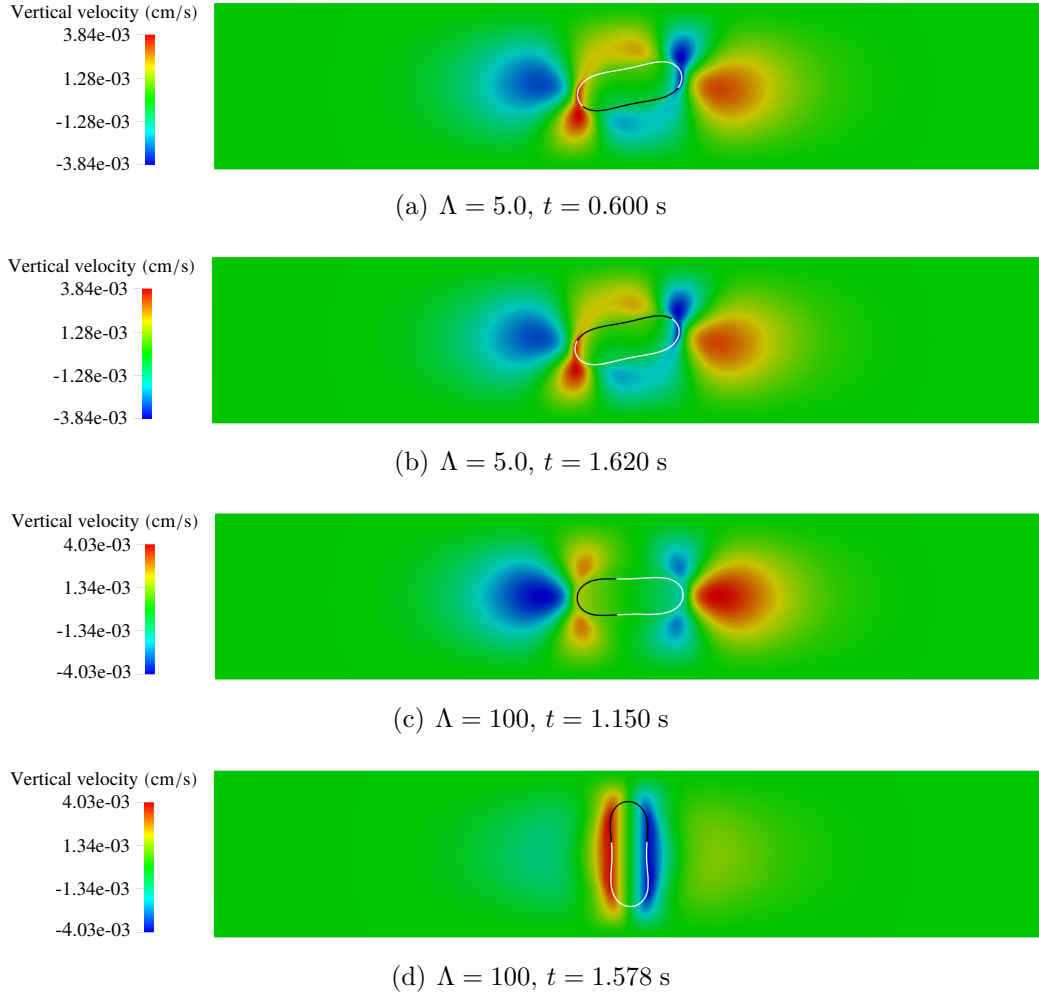 Vertical velocity (cm/s)
3.84e-03
1.28e-03
-1.28e-03
-3.84e-03
(a) Λ = 5.0, t = 0.600 s
Vertical velocity (cm/s)
3.84e-03
1.28e-03
-1.28e-03
-3.84e-03
(b) Λ = 5.0, t = 1.620 s
Vertical velocity (cm/s)
4.03e-03
1.34e-03
-1.34e-03
-4.03e-03
(c) Λ = 100, t = 1.150 s
Vertical velocity (cm/s)
4.03e-03
1.34e-03
-1.34e-03
-4.03e-03
(d) Λ = 100, t = 1.578 s